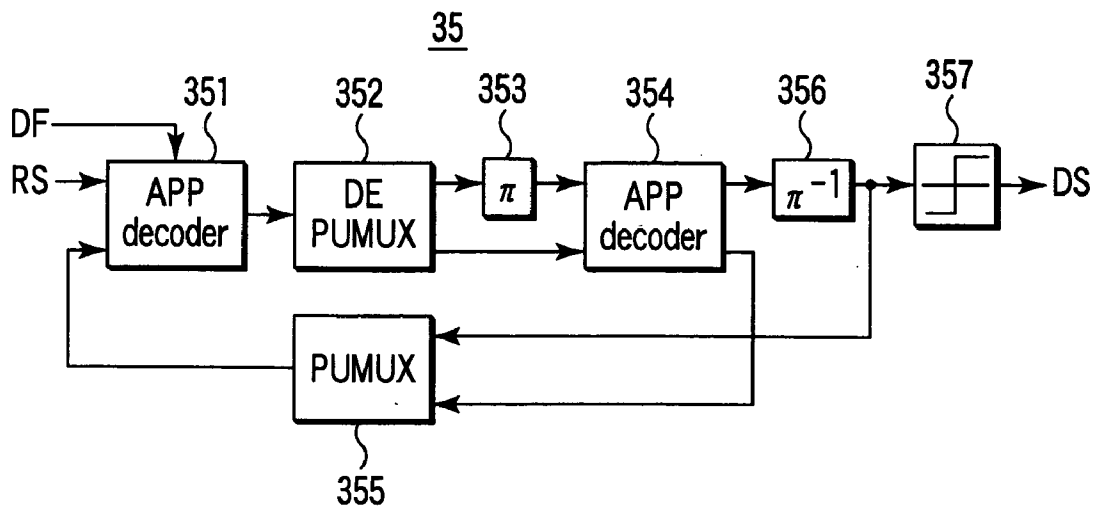 35
351
352
353
354
356
357
DF
RS
APP
decoder
DE
PUMUX
π
APP
decoder
π⁻¹
DS
PUMUX
355